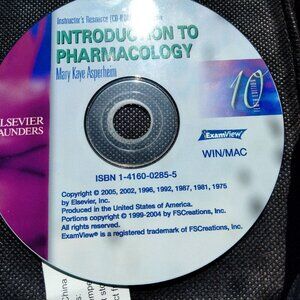 Instructor's Resource (CD-ROM)
INTRODUCTION TO
PHARMACOLOGY
Mary Kaye Asperheim
10
ELSEVIER
SAUNDERS
ExamView®
WIN/MAC
ISBN 1-4160-0285-5
Copyright © 2005, 2002, 1996, 1992, 1987, 1981, 1975
by Elsevier, Inc.
Produced in the United States of America.
Portions copyright © 1999-2004 by FSCreations, Inc.
All rights reserved.
ExamView® is a registered trademark of FSCreations, Inc.
China